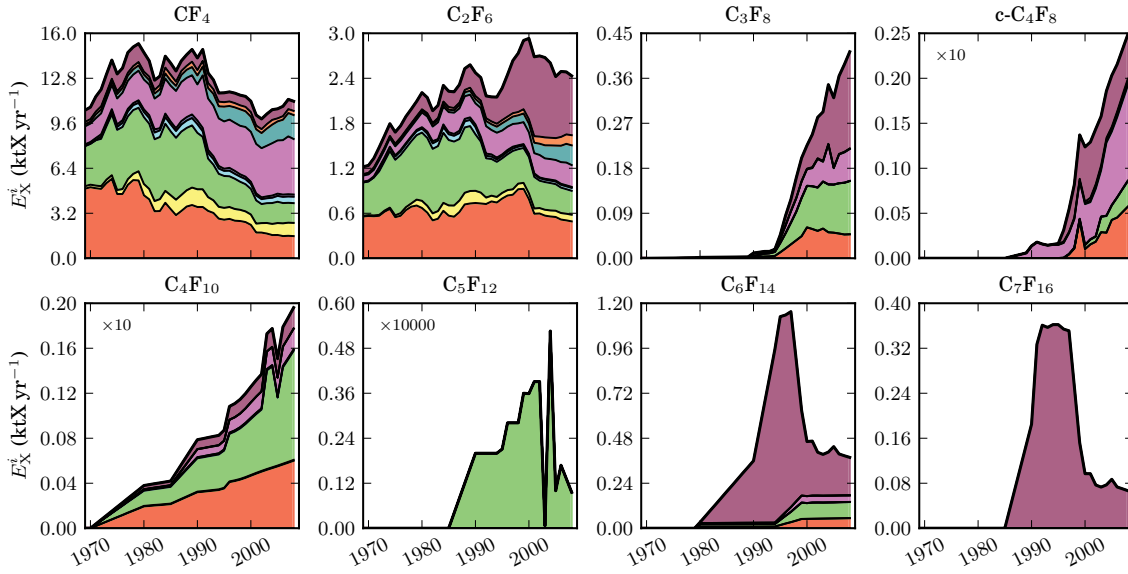 CF₄ C₂F₆ C₃F₈ c-C₄F₈
16.0 3.0 0.45 0.25
×10
12.8 2.4 0.36 0.20
9.6 1.8 0.27 0.15
6.4 1.2 0.18 0.10
3.2 0.6 0.09 0.05
0.0 0.0 0.00 0.00
Eⁱ_X (ktX yr⁻¹)
C₄F₁₀ C₅F₁₂ C₆F₁₄ C₇F₁₆
0.20 0.60 1.20 0.40
×10 ×10000
0.16 0.48 0.96 0.32
0.12 0.36 0.72 0.24
0.08 0.24 0.48 0.16
0.04 0.12 0.24 0.08
0.00 0.00 0.00 0.00
Eⁱ_X (ktX yr⁻¹)
1970 1980 1990 2000 1970 1980 1990 2000 1970 1980 1990 2000 1970 1980 1990 2000